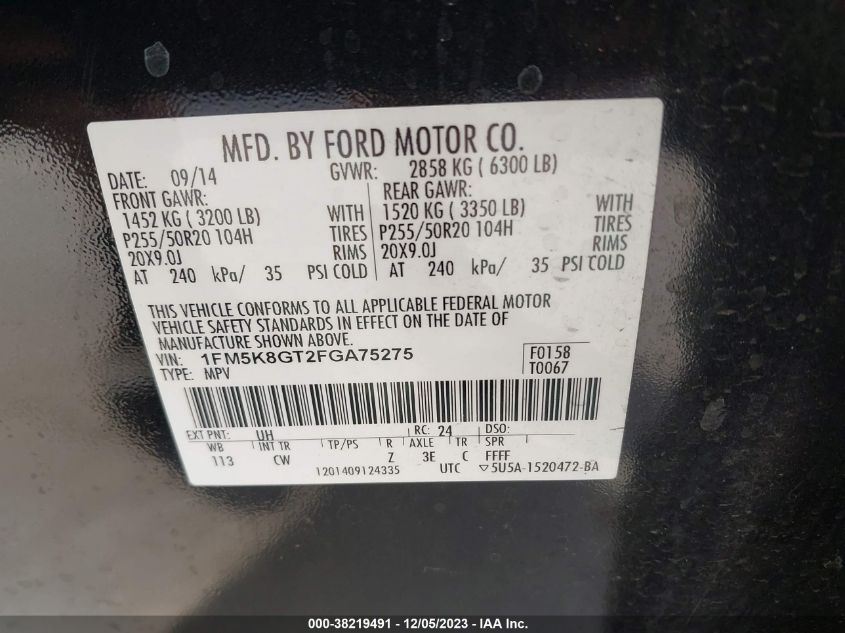 MFD. BY FORD MOTOR CO.
DATE: 09/14 GVWR: 2858 KG ( 6300 LB)
FRONT GAWR: REAR GAWR:
1452 KG ( 3200 LB) WITH 1520 KG ( 3350 LB) WITH
P255/50R20 104H TIRES P255/50R20 104H TIRES
20X9.0J RIMS 20X9.0J RIMS
AT 240 kPa/ 35 PSI COLD AT 240 kPa/ 35 PSI COLD
THIS VEHICLE CONFORMS TO ALL APPLICABLE FEDERAL MOTOR
VEHICLE SAFETY STANDARDS IN EFFECT ON THE DATE OF
MANUFACTURE SHOWN ABOVE.
VIN: 1FM5K8GT2FGA75275 F0158
TYPE: MPV T0067
EXT PNT: UH RC: 24 DSO:
WB INT TR TP/PS R AXLE TR SPR
113 CW Z 3E C FFFF
1201409124335 UTC ▽5U5A-1520472-BA
000-38219491 - 12/05/2023 - IAA Inc.